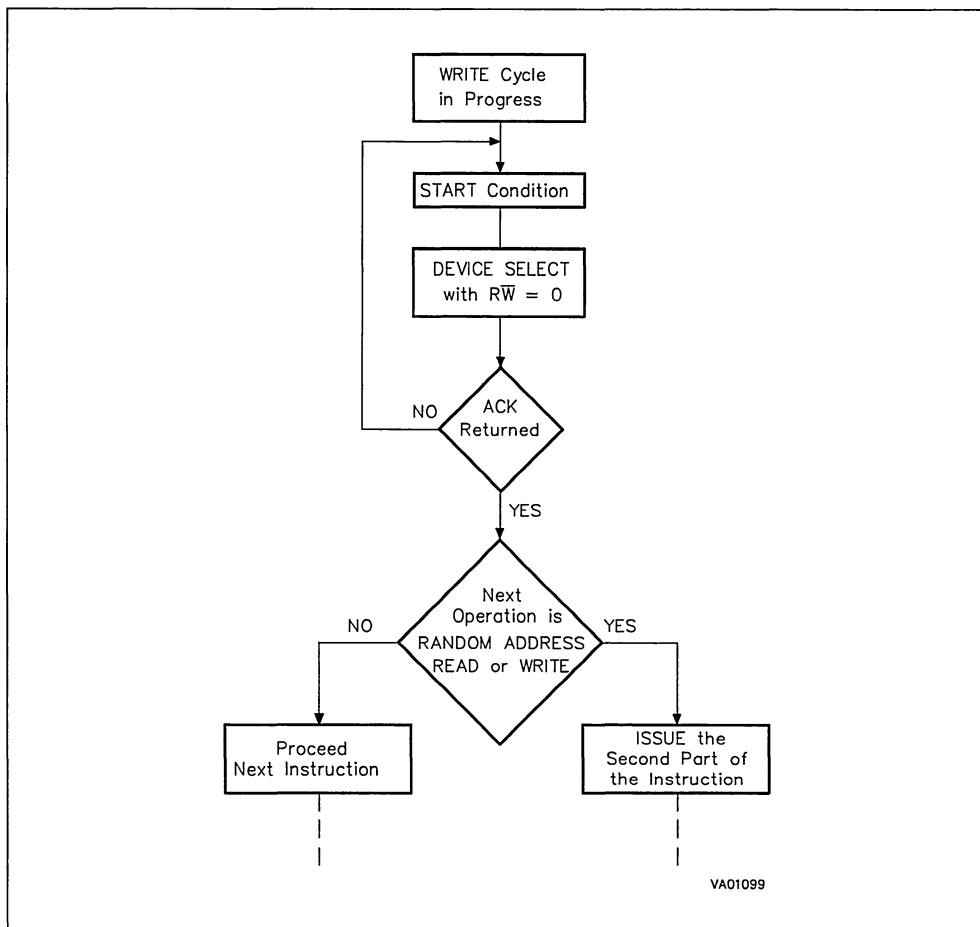 WRITE Cycle
in Progress
START Condition
DEVICE SELECT
with RW̅ = 0
NO
ACK
Returned
YES
NO
Next
Operation is
RANDOM ADDRESS
READ or WRITE
YES
Proceed
Next Instruction
ISSUE the
Second Part of
the Instruction
VA01099